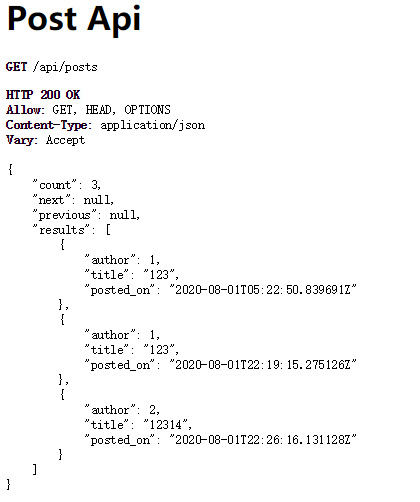 Post Api
GET /api/posts
HTTP 200 OK
Allow: GET, HEAD, OPTIONS
Content-Type: application/json
Vary: Accept
{
    "count": 3,
    "next": null,
    "previous": null,
    "results": [
        {
            "author": 1,
            "title": "123",
            "posted_on": "2020-08-01T05:22:50.839691Z"
        },
        {
            "author": 1,
            "title": "123",
            "posted_on": "2020-08-01T22:19:15.275126Z"
        },
        {
            "author": 2,
            "title": "12314",
            "posted_on": "2020-08-01T22:26:16.131128Z"
        }
    ]
}